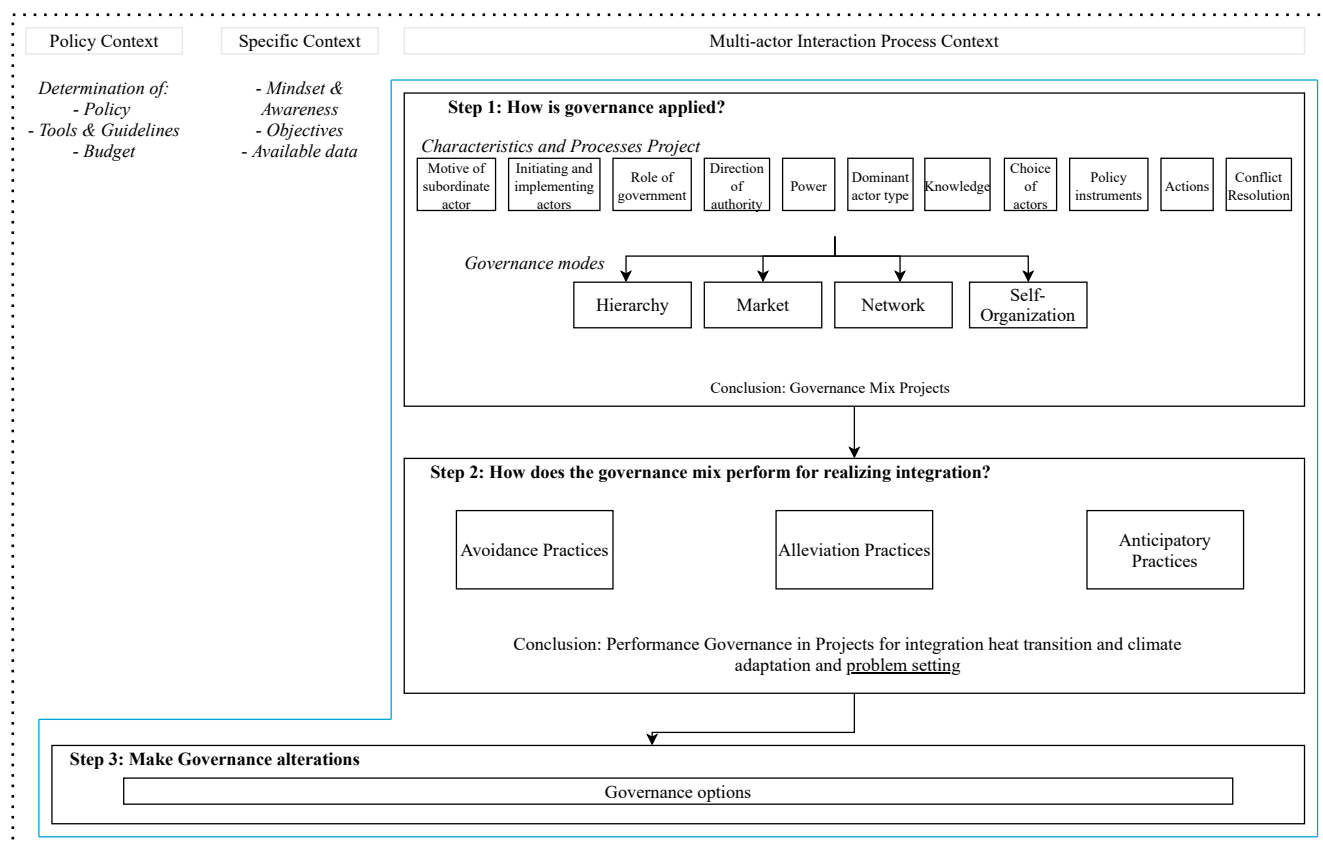 Policy Context
Specific Context
Multi-actor Interaction Process Context
Determination of:
- Policy
- Tools & Guidelines
- Budget
- Mindset &
Awareness
- Objectives
- Available data
Step 1: How is governance applied?
Characteristics and Processes Project
Motive of
subordinate
actor
Initiating and
implementing
actors
Role of
government
Direction
of
authority
Power
Dominant
actor type
Knowledge
Choice
of
actors
Policy
instruments
Actions
Conflict
Resolution
Governance modes
Hierarchy
Market
Network
Self-
Organization
Conclusion: Governance Mix Projects
Step 2: How does the governance mix perform for realizing integration?
Avoidance Practices
Alleviation Practices
Anticipatory
Practices
Conclusion: Performance Governance in Projects for integration heat transition and climate
adaptation and problem setting
Step 3: Make Governance alterations
Governance options